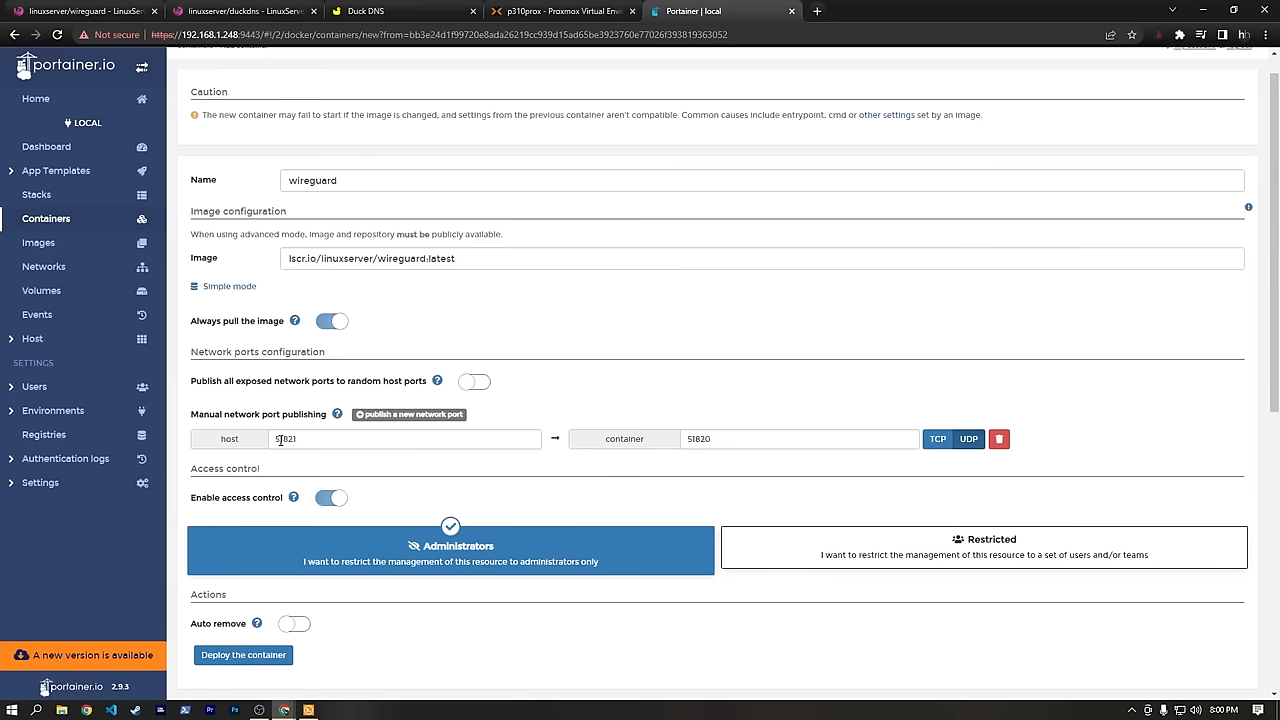 linuxserver/wireguard - LinuxSer
linuxserver/duckdns - LinuxServe
Duck DNS
p310prox - Proxmox Virtual Envir
Portainer | local
Not secure | https://192.168.1.248:9443/#!/2/docker/containers/new?from=bb3e24d1f99720e8ada26219cc939d15ad65be3923760e77026f393819363052
portainer.io
Home
LOCAL
Dashboard
App Templates
Stacks
Containers
Images
Networks
Volumes
Events
Host
SETTINGS
Users
Environments
Registries
Authentication logs
Settings
A new version is available
portainer.io 2.9.3
Caution
The new container may fail to start if the image is changed, and settings from the previous container aren't compatible. Common causes include entrypoint, cmd or other settings set by an image.
Name
wireguard
Image configuration
When using advanced mode, image and repository must be publicly available.
Image
lscr.io/linuxserver/wireguard:latest
Simple mode
Always pull the image
Network ports configuration
Publish all exposed network ports to random host ports
Manual network port publishing publish a new network port
host 51821 → container 51820 TCP UDP
Access control
Enable access control
Administrators
I want to restrict the management of this resource to administrators only
Restricted
I want to restrict the management of this resource to a set of users and/or teams
Actions
Auto remove
Deploy the container
8:00 PM